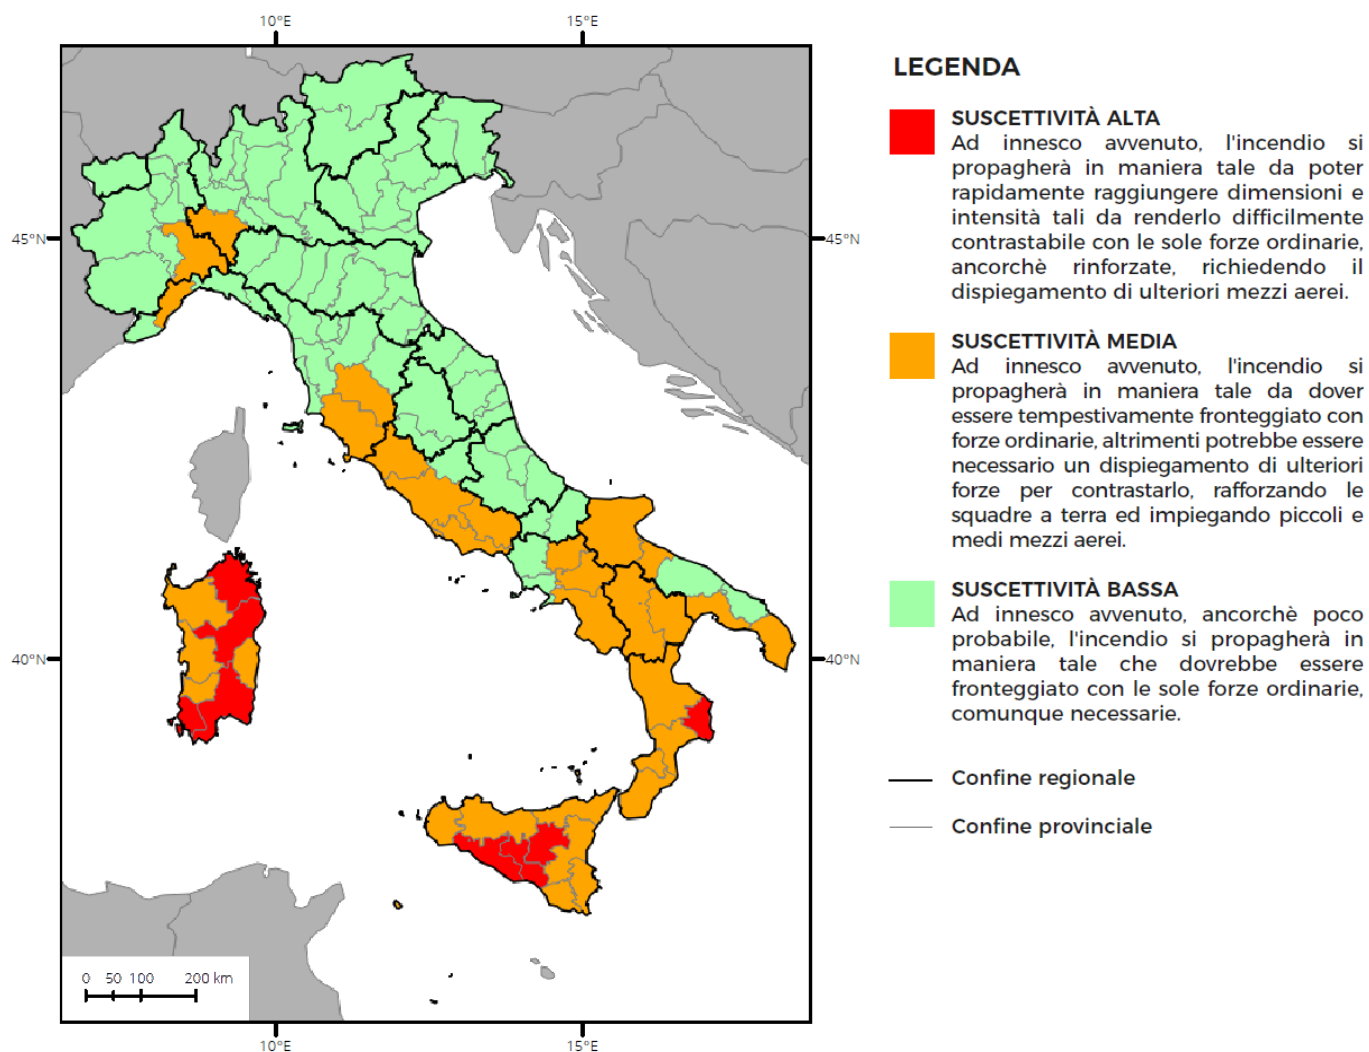 10°E 15°E
45°N 45°N
40°N 40°N
0 50 100 200 km
10°E 15°E
LEGENDA
SUSCETTIVITÀ ALTA
Ad innesco avvenuto, l'incendio si
propagherà in maniera tale da poter
rapidamente raggiungere dimensioni e
intensità tali da renderlo difficilmente
contrastabile con le sole forze ordinarie,
ancorchè rinforzate, richiedendo il
dispiegamento di ulteriori mezzi aerei.
SUSCETTIVITÀ MEDIA
Ad innesco avvenuto, l'incendio si
propagherà in maniera tale da dover
essere tempestivamente fronteggiato con
forze ordinarie, altrimenti potrebbe essere
necessario un dispiegamento di ulteriori
forze per contrastarlo, rafforzando le
squadre a terra ed impiegando piccoli e
medi mezzi aerei.
SUSCETTIVITÀ BASSA
Ad innesco avvenuto, ancorchè poco
probabile, l'incendio si propagherà in
maniera tale che dovrebbe essere
fronteggiato con le sole forze ordinarie,
comunque necessarie.
Confine regionale
Confine provinciale